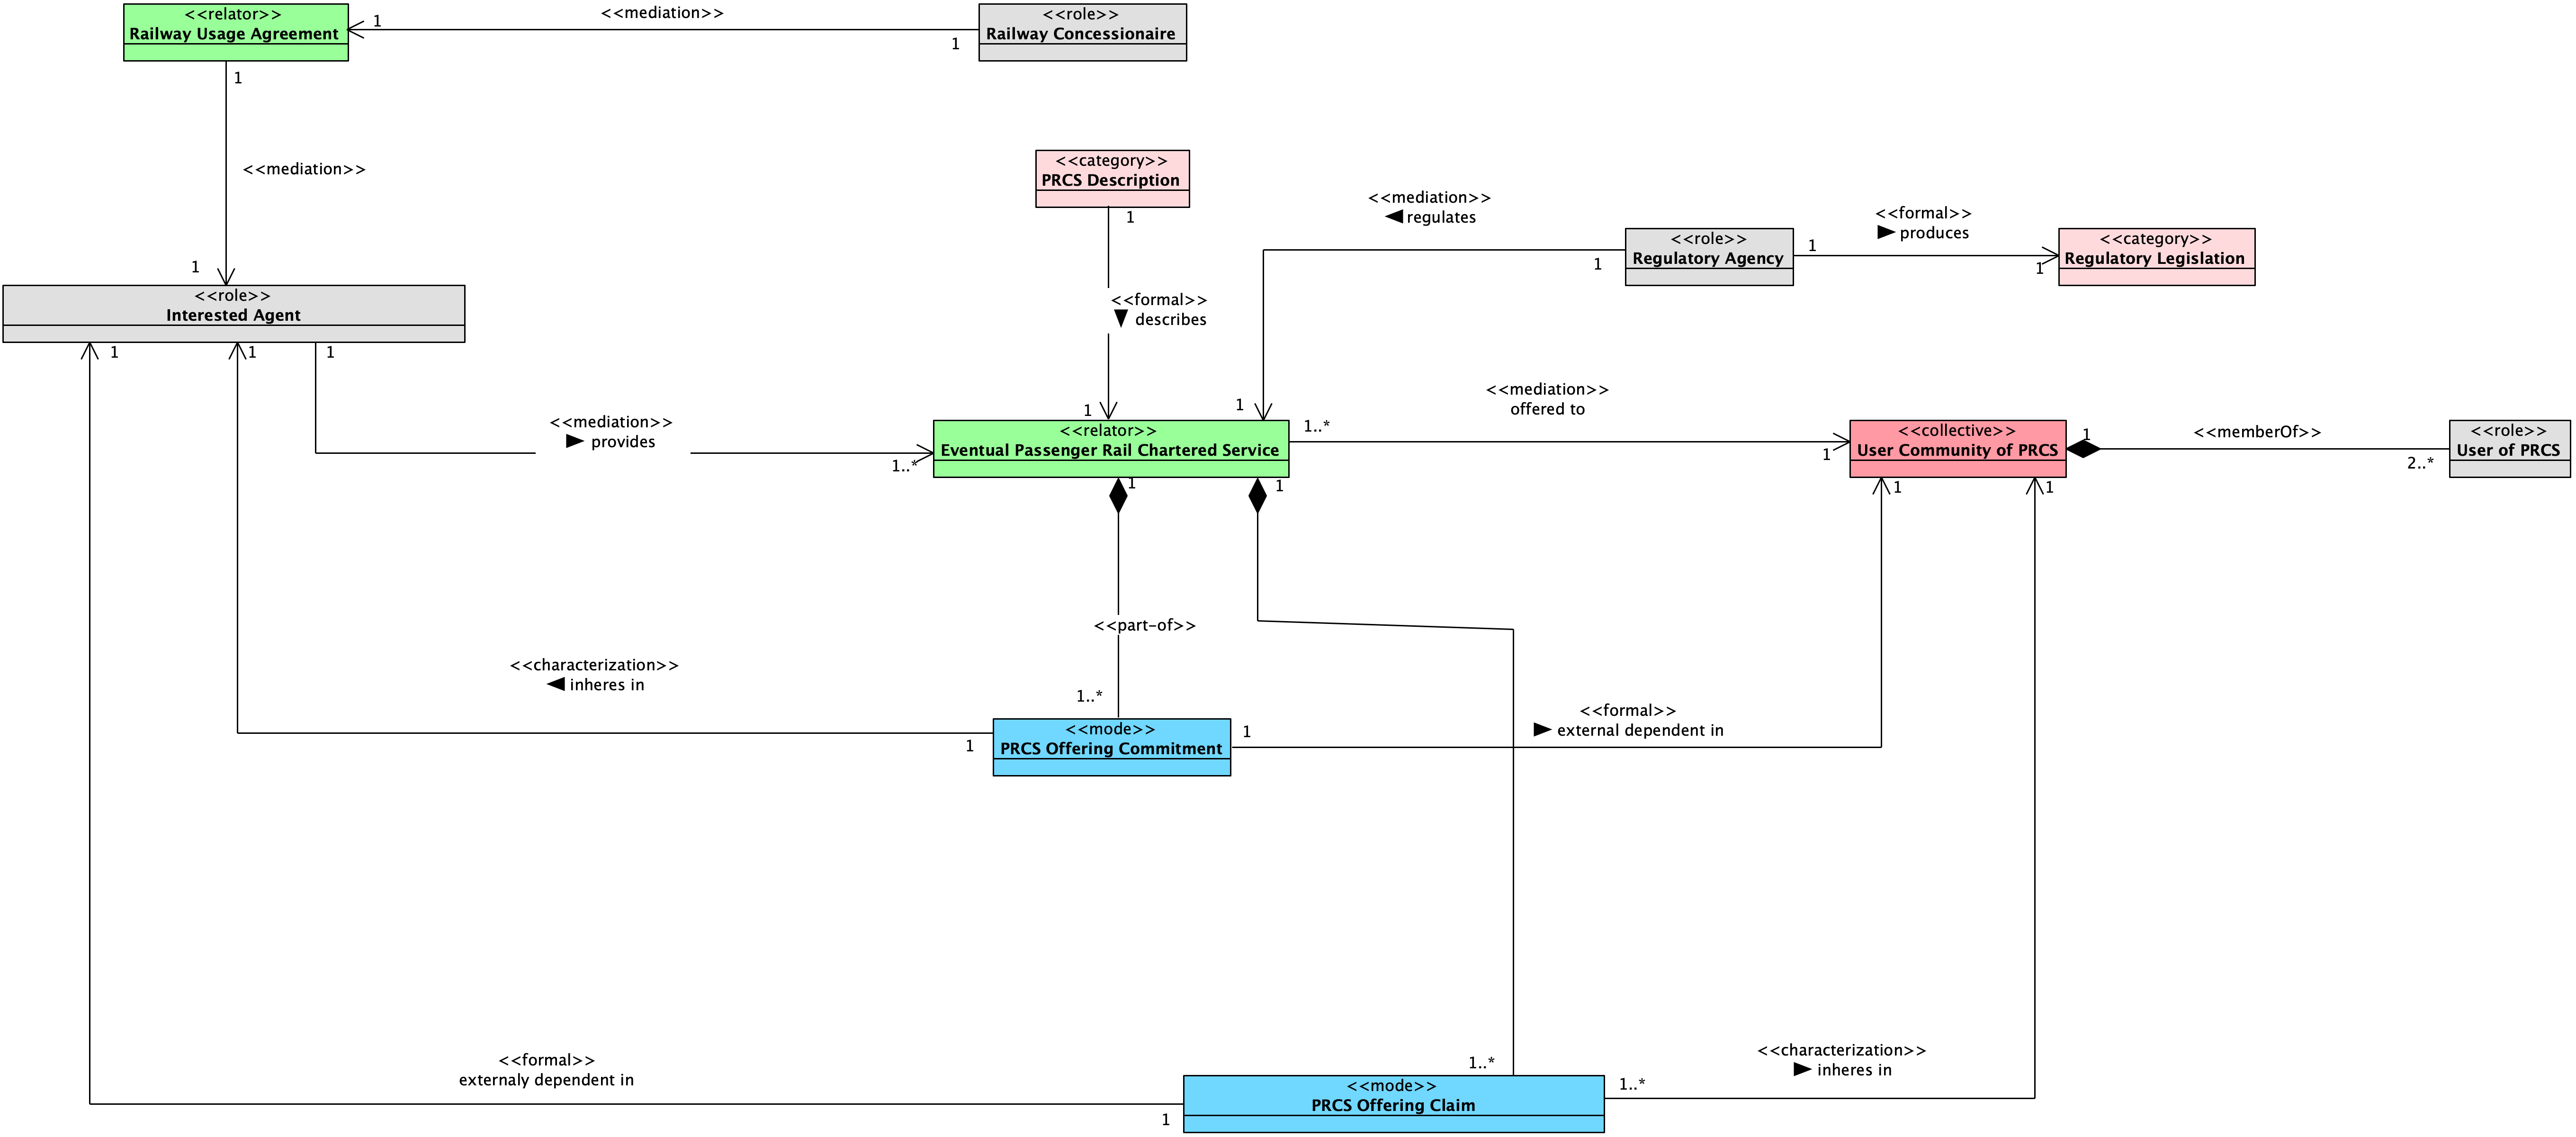 <<relator>>
Railway Usage Agreement
1
<<mediation>>
1
<<role>>
Railway Concessionaire
1
<<mediation>>
1
<<category>>
PRCS Description
1
<<formal>>
describes
1
<<mediation>>
regulates
1
1
<<role>>
Regulatory Agency
1
<<formal>>
produces
1
<<category>>
Regulatory Legislation
<<role>>
Interested Agent
1
1
1
<<mediation>>
provides
1..*
<<relator>>
Eventual Passenger Rail Chartered Service
1..*
<<mediation>>
offered to
1
<<collective>>
User Community of PRCS
1
<<memberOf>>
2..*
<<role>>
User of PRCS
1
1
1
1
<<part-of>>
1..*
<<characterization>>
inheres in
1
<<mode>>
PRCS Offering Commitment
1
<<formal>>
external dependent in
<<formal>>
externaly dependent in
1
1..*
<<mode>>
PRCS Offering Claim
1..*
<<characterization>>
inheres in